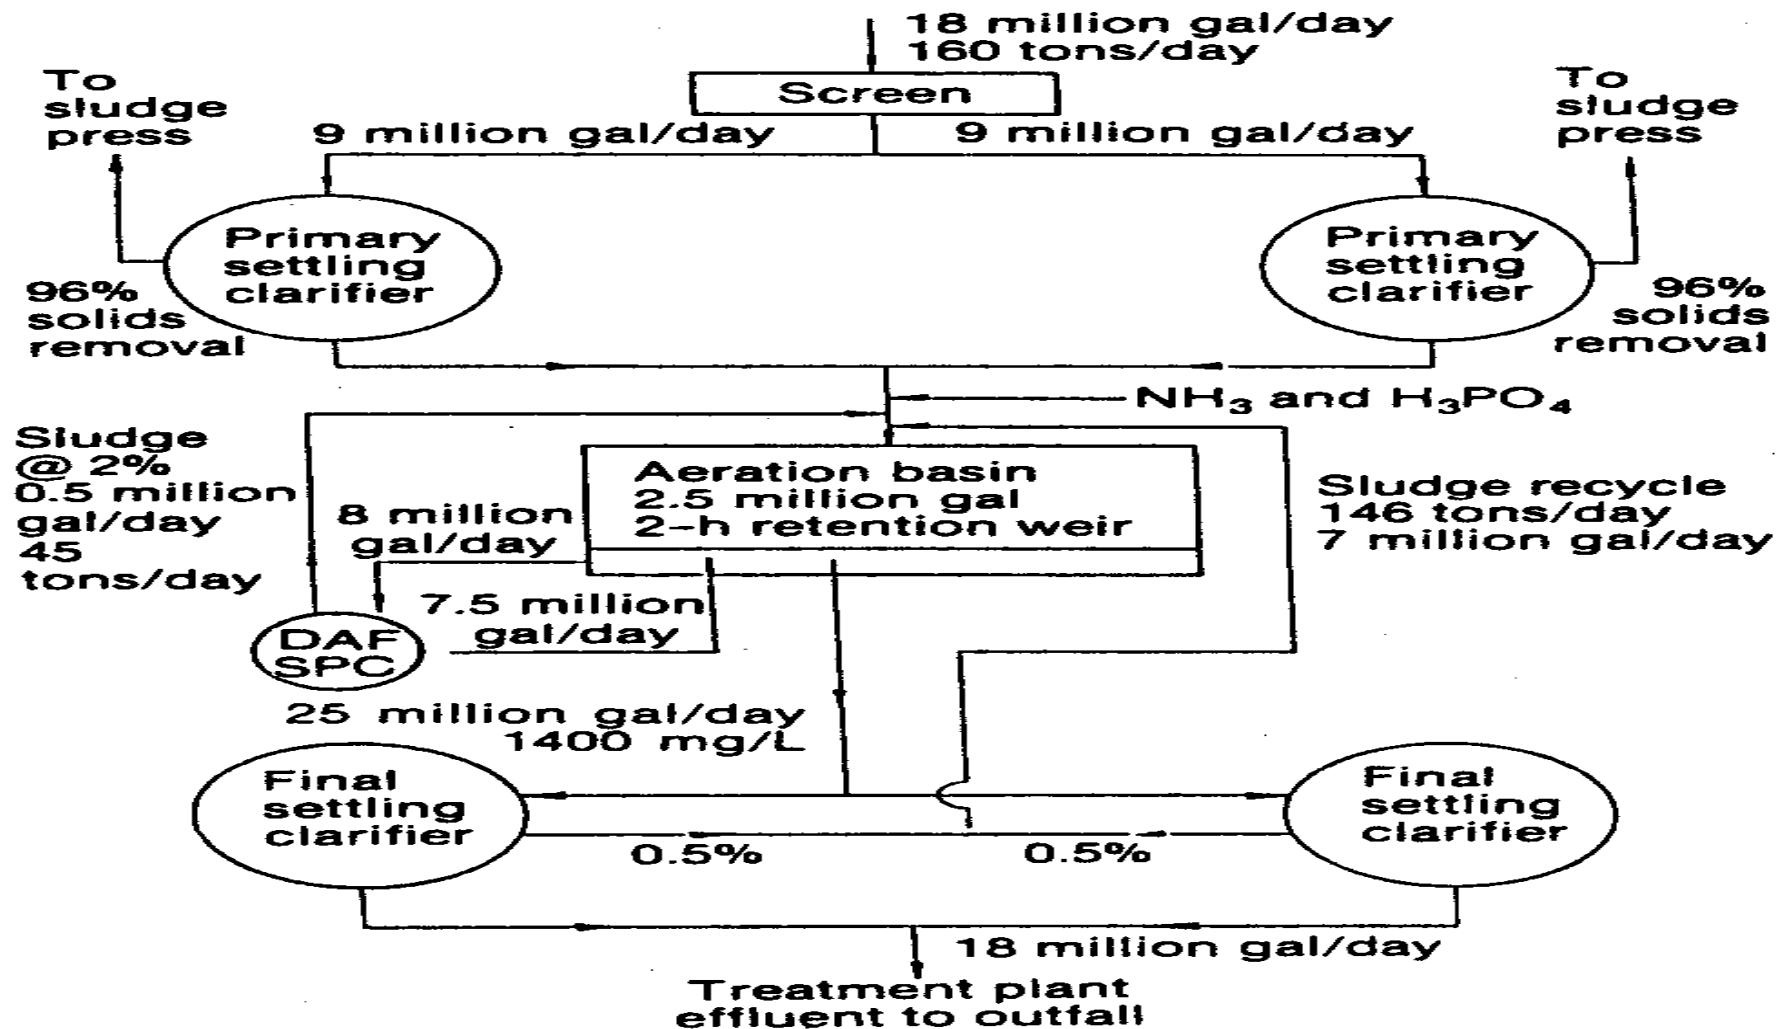 18 million gal/day
160 tons/day
Screen
To
sludge
press
9 million gal/day
9 million gal/day
To
sludge
press
Primary
settling
clarifier
96%
solids
removal
Primary
settling
clarifier
96%
solids
removal
NH₃ and H₃PO₄
Sludge
@ 2%
0.5 million
gal/day
45
tons/day
8 million
gal/day
Aeration basin
2.5 million gal
2-h retention weir
Sludge recycle
146 tons/day
7 million gal/day
7.5 million
gal/day
DAF
SPC
25 million gal/day
1400 mg/L
Final
settling
clarifier
0.5%
0.5%
Final
settling
clarifier
18 million gal/day
Treatment plant
effluent to outfall